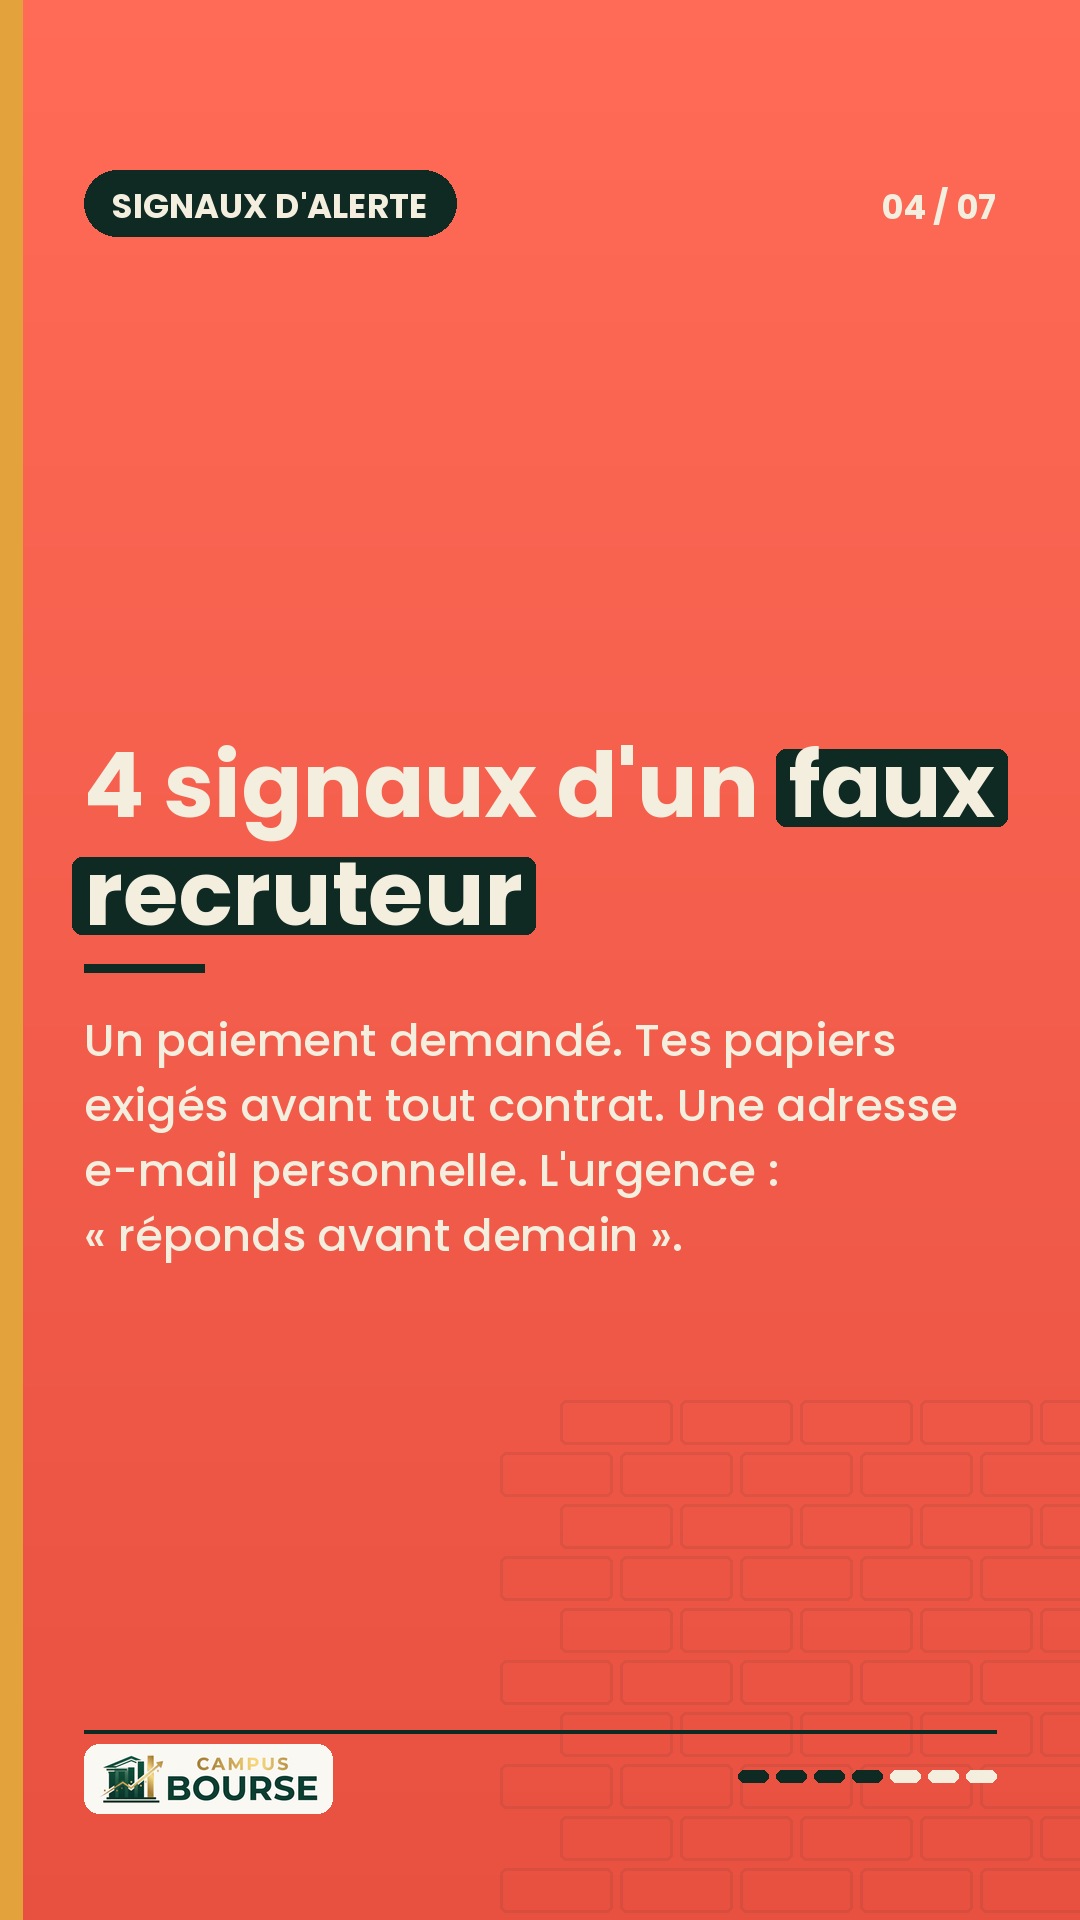 SIGNAUX D'ALERTE
04 / 07
4 signaux d'un faux
recruteur
Un paiement demandé. Tes papiers
exigés avant tout contrat. Une adresse
e-mail personnelle. L'urgence :
« réponds avant demain ».
CAMPUS
BOURSE